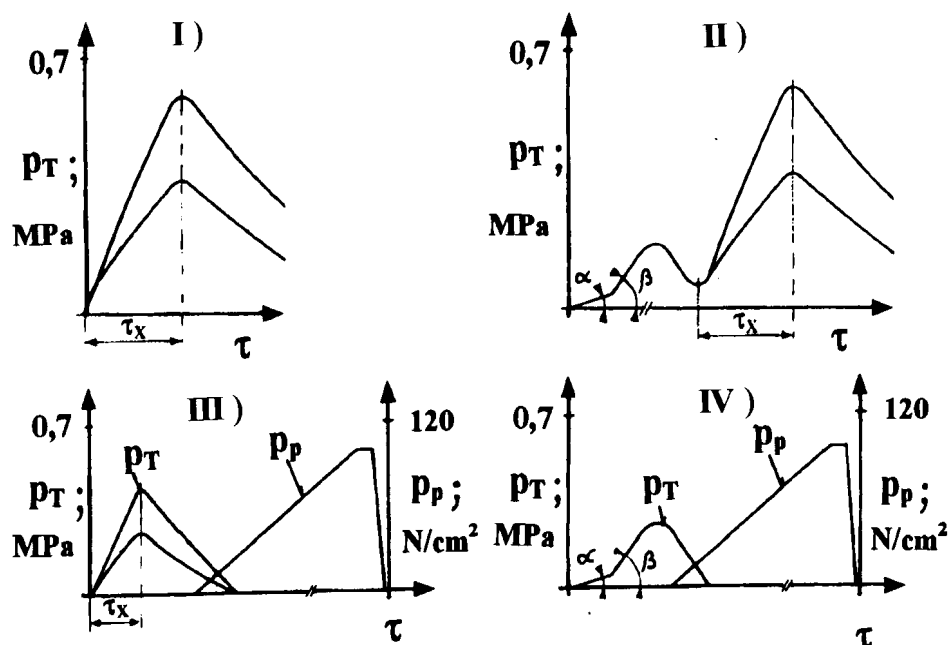 I )
0,7
pT ;
MPa
τx
τ
II )
0,7
pT ;
MPa
α
β
τx
τ
III )
0,7
pT ;
MPa
pT
pp
120
pp ;
N/cm²
τx
τ
IV )
0,7
pT ;
MPa
α
β
pT
pp
120
pp ;
N/cm²
τ